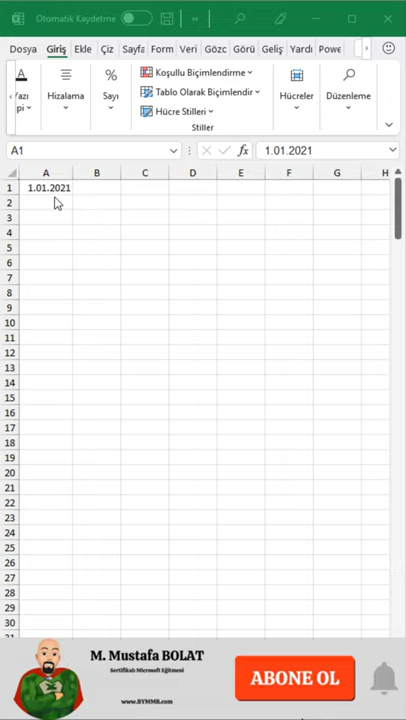 Otomatik Kaydetme
Dosya Giriş Ekle Çiz Sayfa Form Veri Gözc Görü Geliş Yardı Powe
Yazı
pi
Hizalama
Sayı
Koşullu Biçimlendirme
Tablo Olarak Biçimlendir
Hücre Stilleri
Stiller
Hücreler
Düzenleme
A1
fx
1.01.2021
A B C D E F G H
1 1.01.2021
2
3
4
5
6
7
8
9
10
11
12
13
14
15
16
17
18
19
20
21
22
23
24
25
26
27
28
29
30
31
M. Mustafa BOLAT
Sertifikalı Microsoft Eğitmeni
www.BYMMB.com
ABONE OL